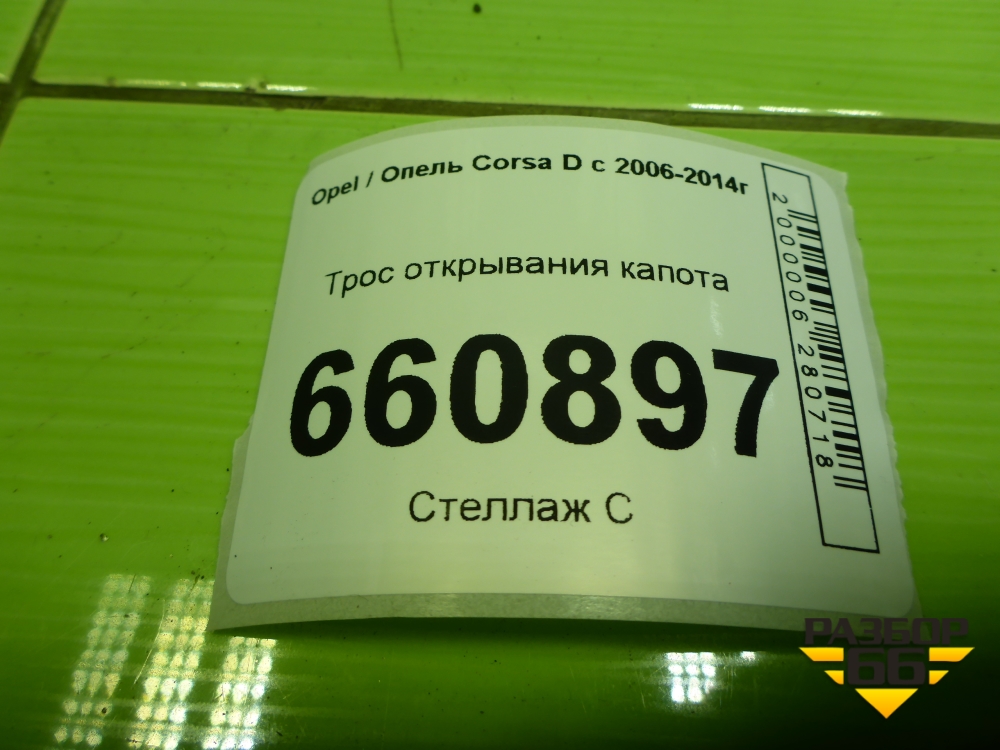 Opel / Опель Corsa D с 2006-2014г
Трос открывания капота
660897
Стеллаж С
2000006280718
РАЗБОР
66